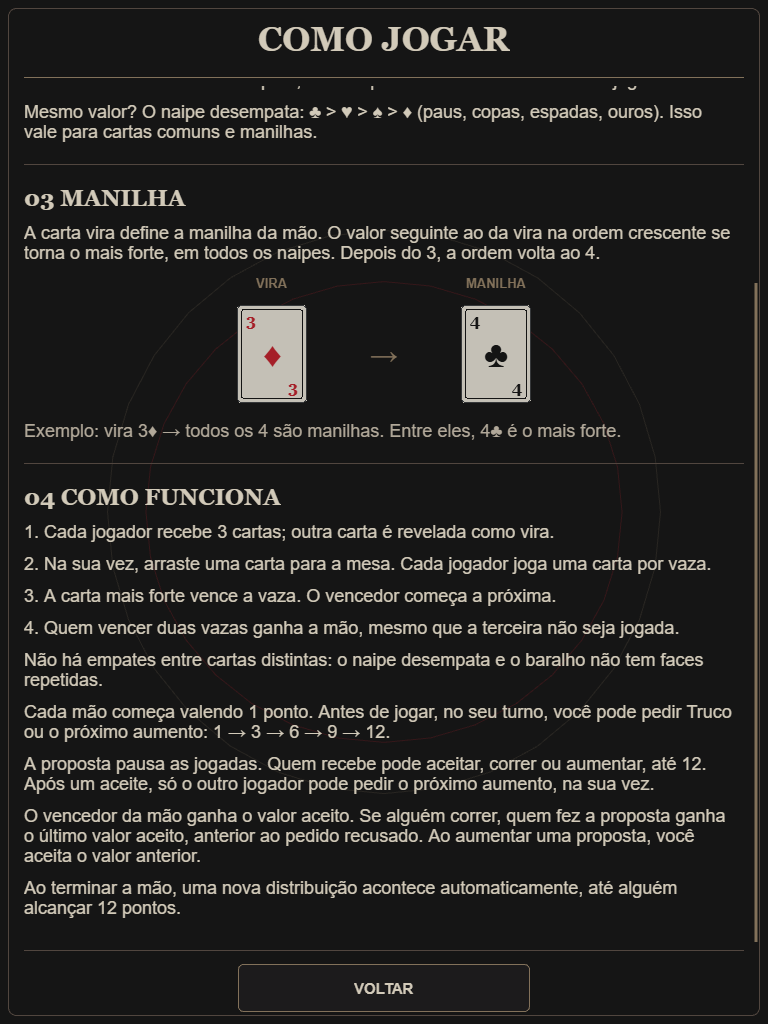 COMO JOGAR
Mesmo valor? O naipe desempata: ♣ > ♥ > ♠ > ♦ (paus, copas, espadas, ouros). Isso
vale para cartas comuns e manilhas.
03 MANILHA
A carta vira define a manilha da mão. O valor seguinte ao da vira na ordem crescente se
torna o mais forte, em todos os naipes. Depois do 3, a ordem volta ao 4.
VIRA
MANILHA
3
♦
3
→
4
♣
4
Exemplo: vira 3♦ → todos os 4 são manilhas. Entre eles, 4♣ é o mais forte.
04 COMO FUNCIONA
1. Cada jogador recebe 3 cartas; outra carta é revelada como vira.
2. Na sua vez, arraste uma carta para a mesa. Cada jogador joga uma carta por vaza.
3. A carta mais forte vence a vaza. O vencedor começa a próxima.
4. Quem vencer duas vazas ganha a mão, mesmo que a terceira não seja jogada.
Não há empates entre cartas distintas: o naipe desempata e o baralho não tem faces
repetidas.
Cada mão começa valendo 1 ponto. Antes de jogar, no seu turno, você pode pedir Truco
ou o próximo aumento: 1 → 3 → 6 → 9 → 12.
A proposta pausa as jogadas. Quem recebe pode aceitar, correr ou aumentar, até 12.
Após um aceite, só o outro jogador pode pedir o próximo aumento, na sua vez.
O vencedor da mão ganha o valor aceito. Se alguém correr, quem fez a proposta ganha
o último valor aceito, anterior ao pedido recusado. Ao aumentar uma proposta, você
aceita o valor anterior.
Ao terminar a mão, uma nova distribuição acontece automaticamente, até alguém
alcançar 12 pontos.
VOLTAR